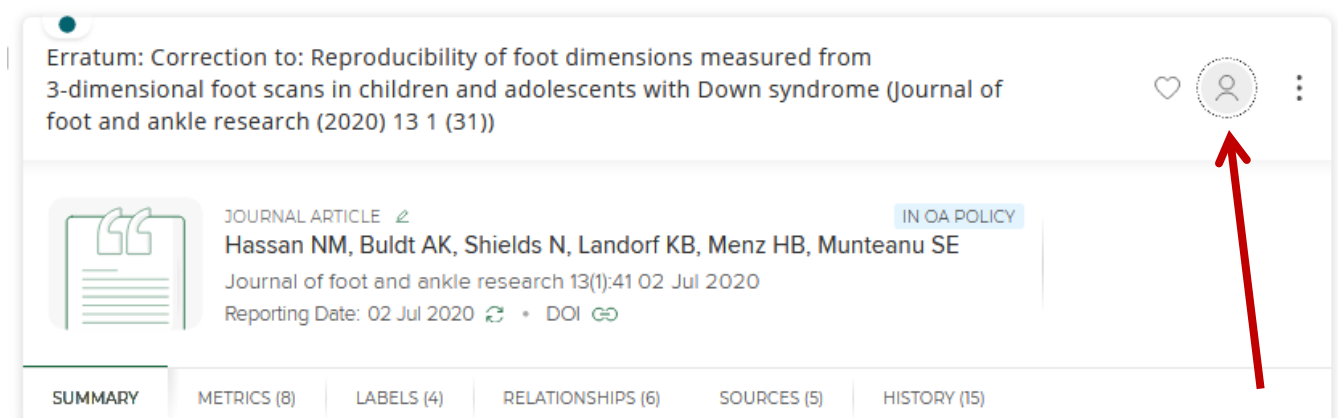 Erratum: Correction to: Reproducibility of foot dimensions measured from
3-dimensional foot scans in children and adolescents with Down syndrome (Journal of
foot and ankle research (2020) 13 1 (31))
JOURNAL ARTICLE
IN OA POLICY
Hassan NM, Buldt AK, Shields N, Landorf KB, Menz HB, Munteanu SE
Journal of foot and ankle research 13(1):41 02 Jul 2020
Reporting Date: 02 Jul 2020 • DOI
SUMMARY METRICS (8) LABELS (4) RELATIONSHIPS (6) SOURCES (5) HISTORY (15)